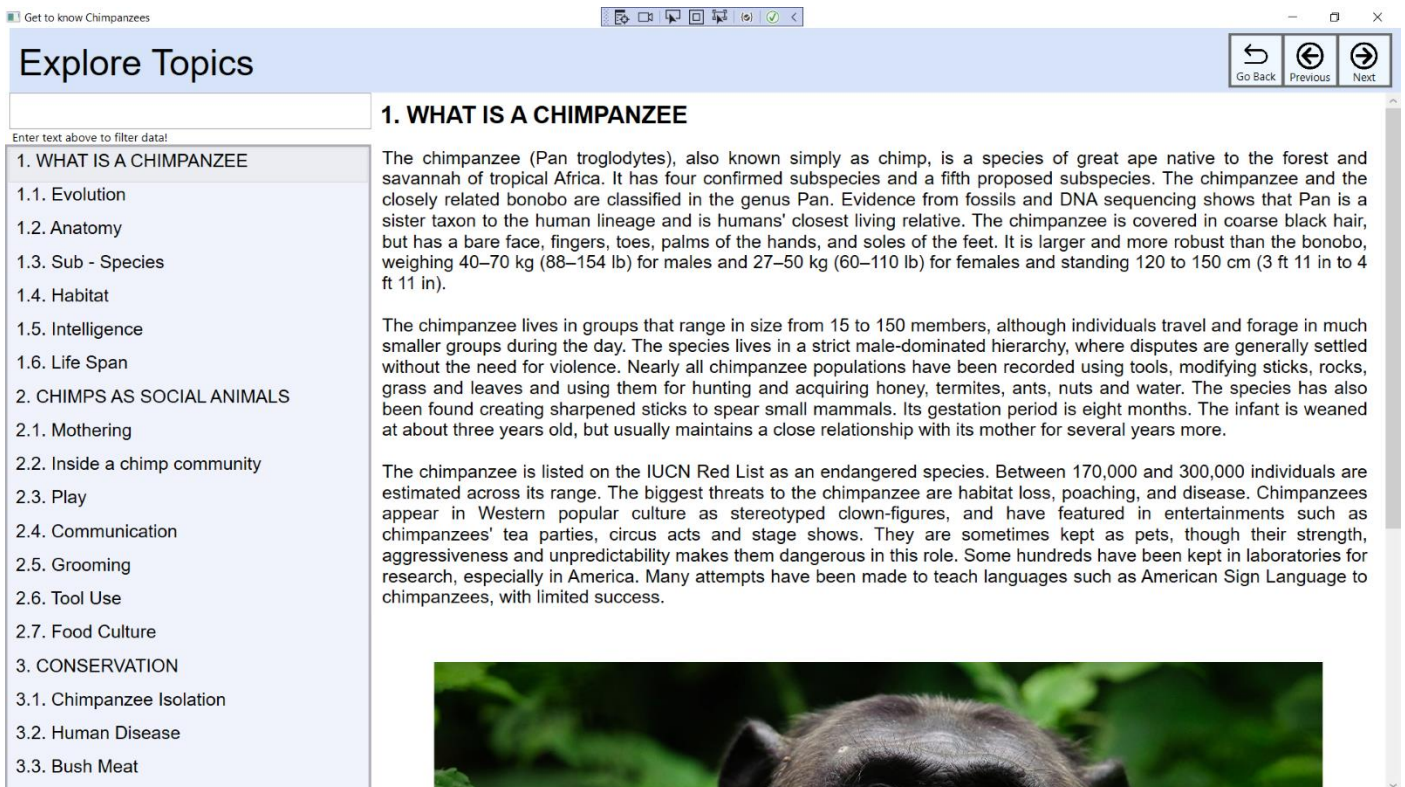 Get to know Chimpanzees
Explore Topics
Go Back
Previous
Next
Enter text above to filter data!
1. WHAT IS A CHIMPANZEE
1.1. Evolution
1.2. Anatomy
1.3. Sub - Species
1.4. Habitat
1.5. Intelligence
1.6. Life Span
2. CHIMPS AS SOCIAL ANIMALS
2.1. Mothering
2.2. Inside a chimp community
2.3. Play
2.4. Communication
2.5. Grooming
2.6. Tool Use
2.7. Food Culture
3. CONSERVATION
3.1. Chimpanzee Isolation
3.2. Human Disease
3.3. Bush Meat
1. WHAT IS A CHIMPANZEE
The chimpanzee (Pan troglodytes), also known simply as chimp, is a species of great ape native to the forest and
savannah of tropical Africa. It has four confirmed subspecies and a fifth proposed subspecies. The chimpanzee and the
closely related bonobo are classified in the genus Pan. Evidence from fossils and DNA sequencing shows that Pan is a
sister taxon to the human lineage and is humans' closest living relative. The chimpanzee is covered in coarse black hair,
but has a bare face, fingers, toes, palms of the hands, and soles of the feet. It is larger and more robust than the bonobo,
weighing 40–70 kg (88–154 lb) for males and 27–50 kg (60–110 lb) for females and standing 120 to 150 cm (3 ft 11 in to 4
ft 11 in).
The chimpanzee lives in groups that range in size from 15 to 150 members, although individuals travel and forage in much
smaller groups during the day. The species lives in a strict male-dominated hierarchy, where disputes are generally settled
without the need for violence. Nearly all chimpanzee populations have been recorded using tools, modifying sticks, rocks,
grass and leaves and using them for hunting and acquiring honey, termites, ants, nuts and water. The species has also
been found creating sharpened sticks to spear small mammals. Its gestation period is eight months. The infant is weaned
at about three years old, but usually maintains a close relationship with its mother for several years more.
The chimpanzee is listed on the IUCN Red List as an endangered species. Between 170,000 and 300,000 individuals are
estimated across its range. The biggest threats to the chimpanzee are habitat loss, poaching, and disease. Chimpanzees
appear in Western popular culture as stereotyped clown-figures, and have featured in entertainments such as
chimpanzees' tea parties, circus acts and stage shows. They are sometimes kept as pets, though their strength,
aggressiveness and unpredictability makes them dangerous in this role. Some hundreds have been kept in laboratories for
research, especially in America. Many attempts have been made to teach languages such as American Sign Language to
chimpanzees, with limited success.